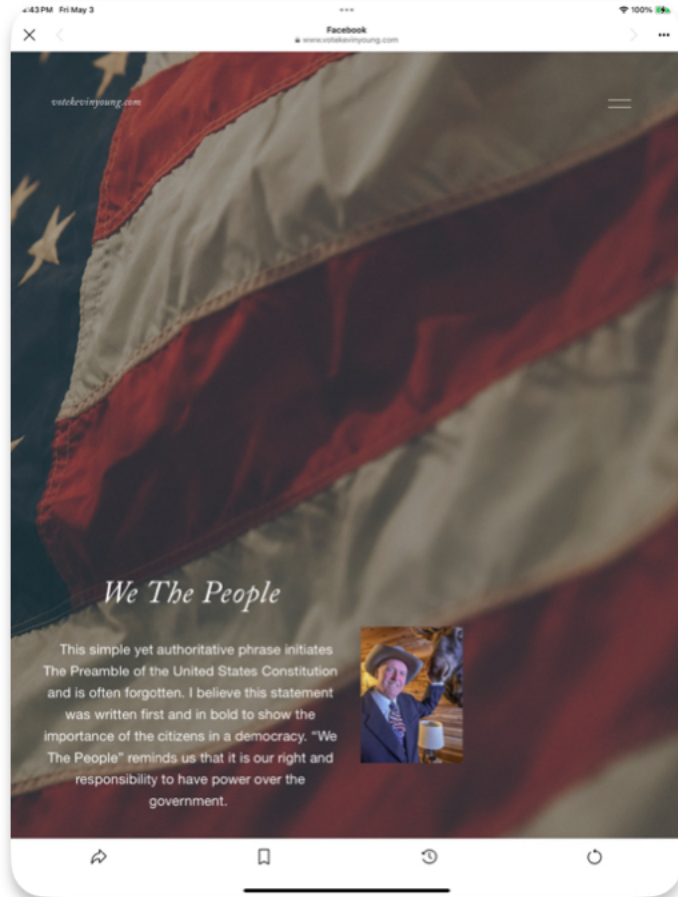 :43 PM Fri May 3
100%
Facebook
www.votekevinyoung.com
votekevinyoung.com
We The People
This simple yet authoritative phrase initiates
The Preamble of the United States Constitution
and is often forgotten. I believe this statement
was written first and in bold to show the
importance of the citizens in a democracy. “We
The People” reminds us that it is our right and
responsibility to have power over the
government.